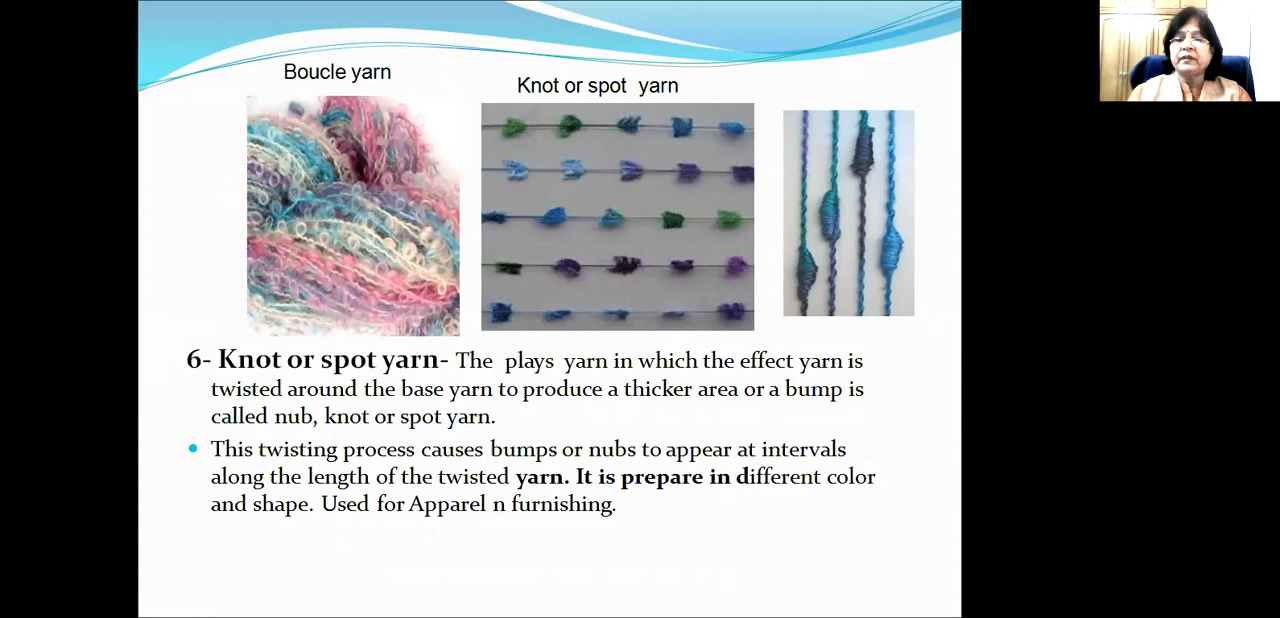 Boucle yarn
Knot or spot  yarn
6- Knot or spot yarn- The  plays  yarn in which the effect yarn is
twisted around the base yarn to produce a thicker area or a bump is
called nub, knot or spot yarn.
• This twisting process causes bumps or nubs to appear at intervals
along the length of the twisted yarn. It is prepare in different color
and shape.  Used for Apparel n furnishing.